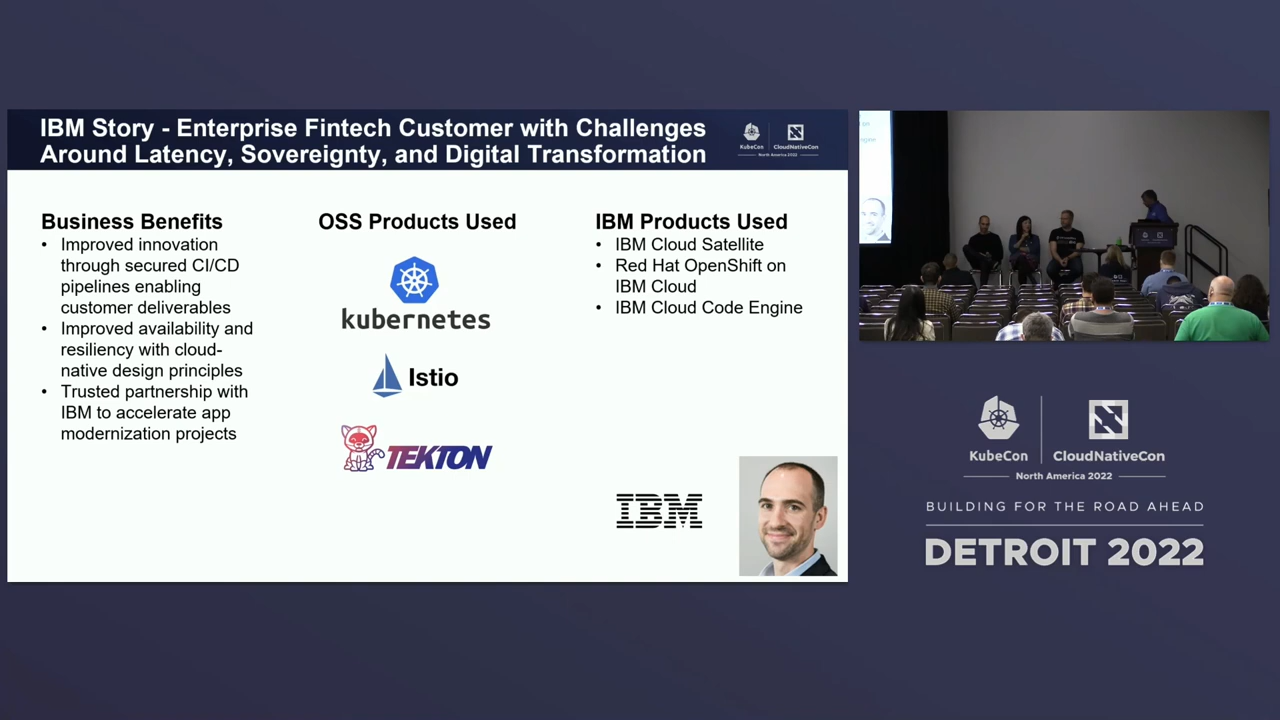 IBM Story - Enterprise Fintech Customer with Challenges
Around Latency, Sovereignty, and Digital Transformation
KubeCon
CloudNativeCon
North America 2022
Business Benefits
• Improved innovation
through secured CI/CD
pipelines enabling
customer deliverables
• Improved availability and
resiliency with cloud-
native design principles
• Trusted partnership with
IBM to accelerate app
modernization projects
OSS Products Used
kubernetes
Istio
TEKTON
IBM Products Used
• IBM Cloud Satellite
• Red Hat OpenShift on
IBM Cloud
• IBM Cloud Code Engine
IBM
KubeCon
CloudNativeCon
North America 2022
BUILDING FOR THE ROAD AHEAD
DETROIT 2022